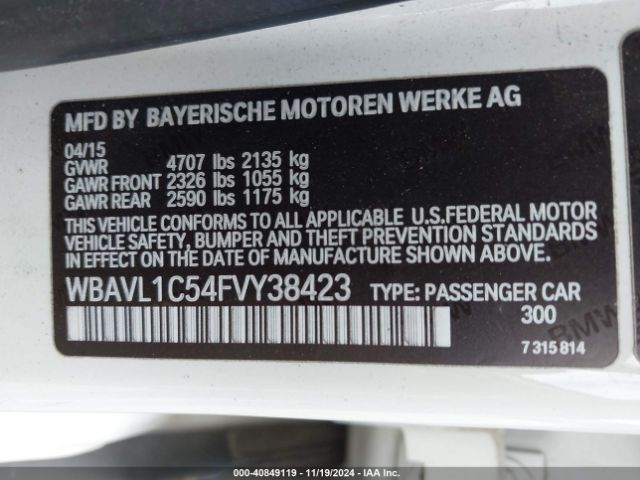 MFD BY BAYERISCHE MOTOREN WERKE AG
04/15
GVWR 4707 lbs 2135 kg
GAWR FRONT 2326 lbs 1055 kg
GAWR REAR 2590 lbs 1175 kg
THIS VEHICLE CONFORMS TO ALL APPLICABLE U.S.FEDERAL MOTOR
VEHICLE SAFETY, BUMPER AND THEFT PREVENTION STANDARDS
IN EFFECT ON THE DATE OF MANUFACTURE SHOWN ABOVE.
WBAVL1C54FVY38423 TYPE: PASSENGER CAR
300
BMW
7 315 814
000-40849119 - 11/19/2024 - IAA Inc.